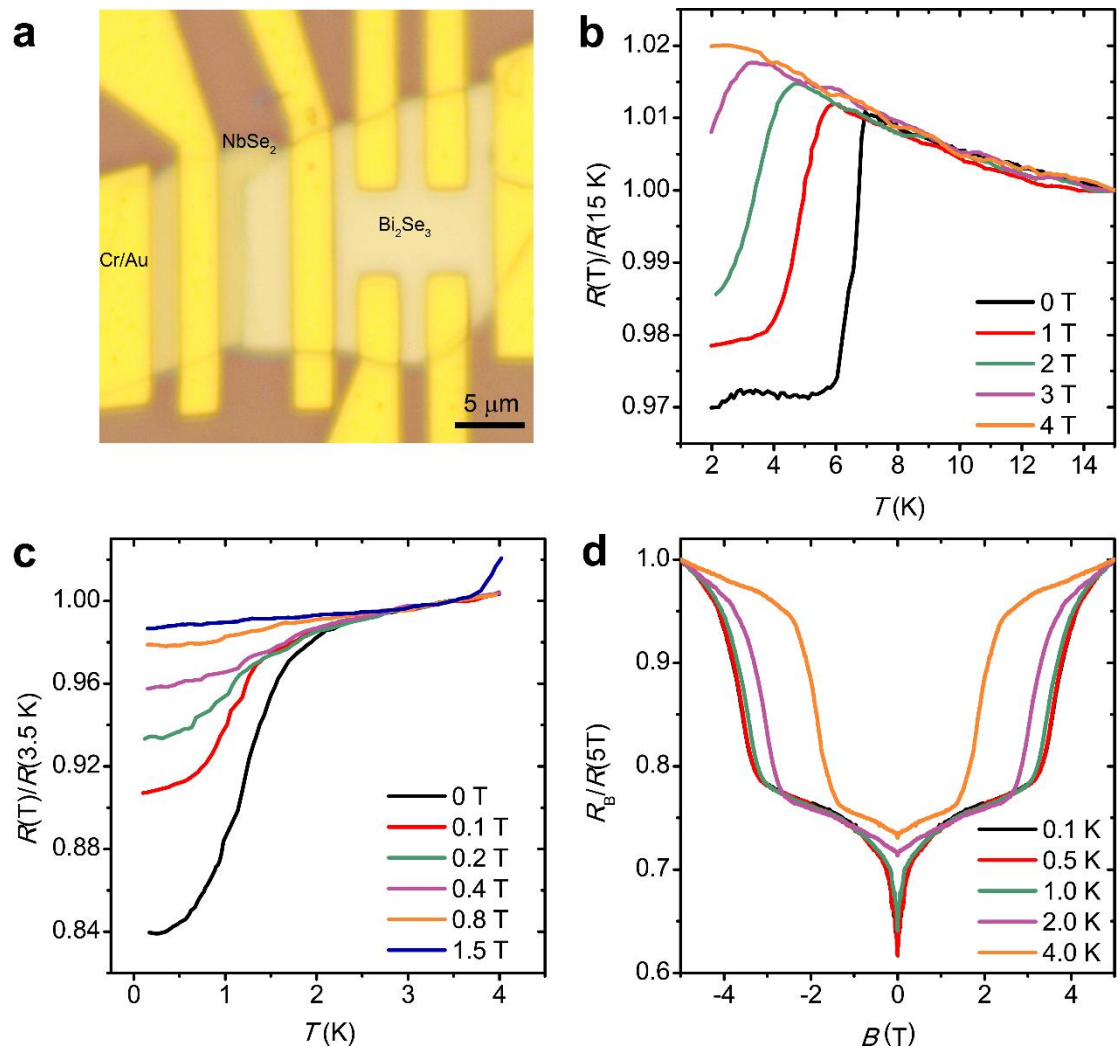 a
NbSe₂
Bi₂Se₃
Cr/Au
5 μm
b
R(T)/R(15 K)
1.02
1.01
1.00
0.99
0.98
0.97
0 T
1 T
2 T
3 T
4 T
2 4 6 8 10 12 14
T(K)
c
R(T)/R(3.5 K)
1.00
0.96
0.92
0.88
0.84
0 T
0.1 T
0.2 T
0.4 T
0.8 T
1.5 T
0 1 2 3 4
T(K)
d
R_B/R(5T)
1.0
0.9
0.8
0.7
0.6
0.1 K
0.5 K
1.0 K
2.0 K
4.0 K
-4 -2 0 2 4
B(T)